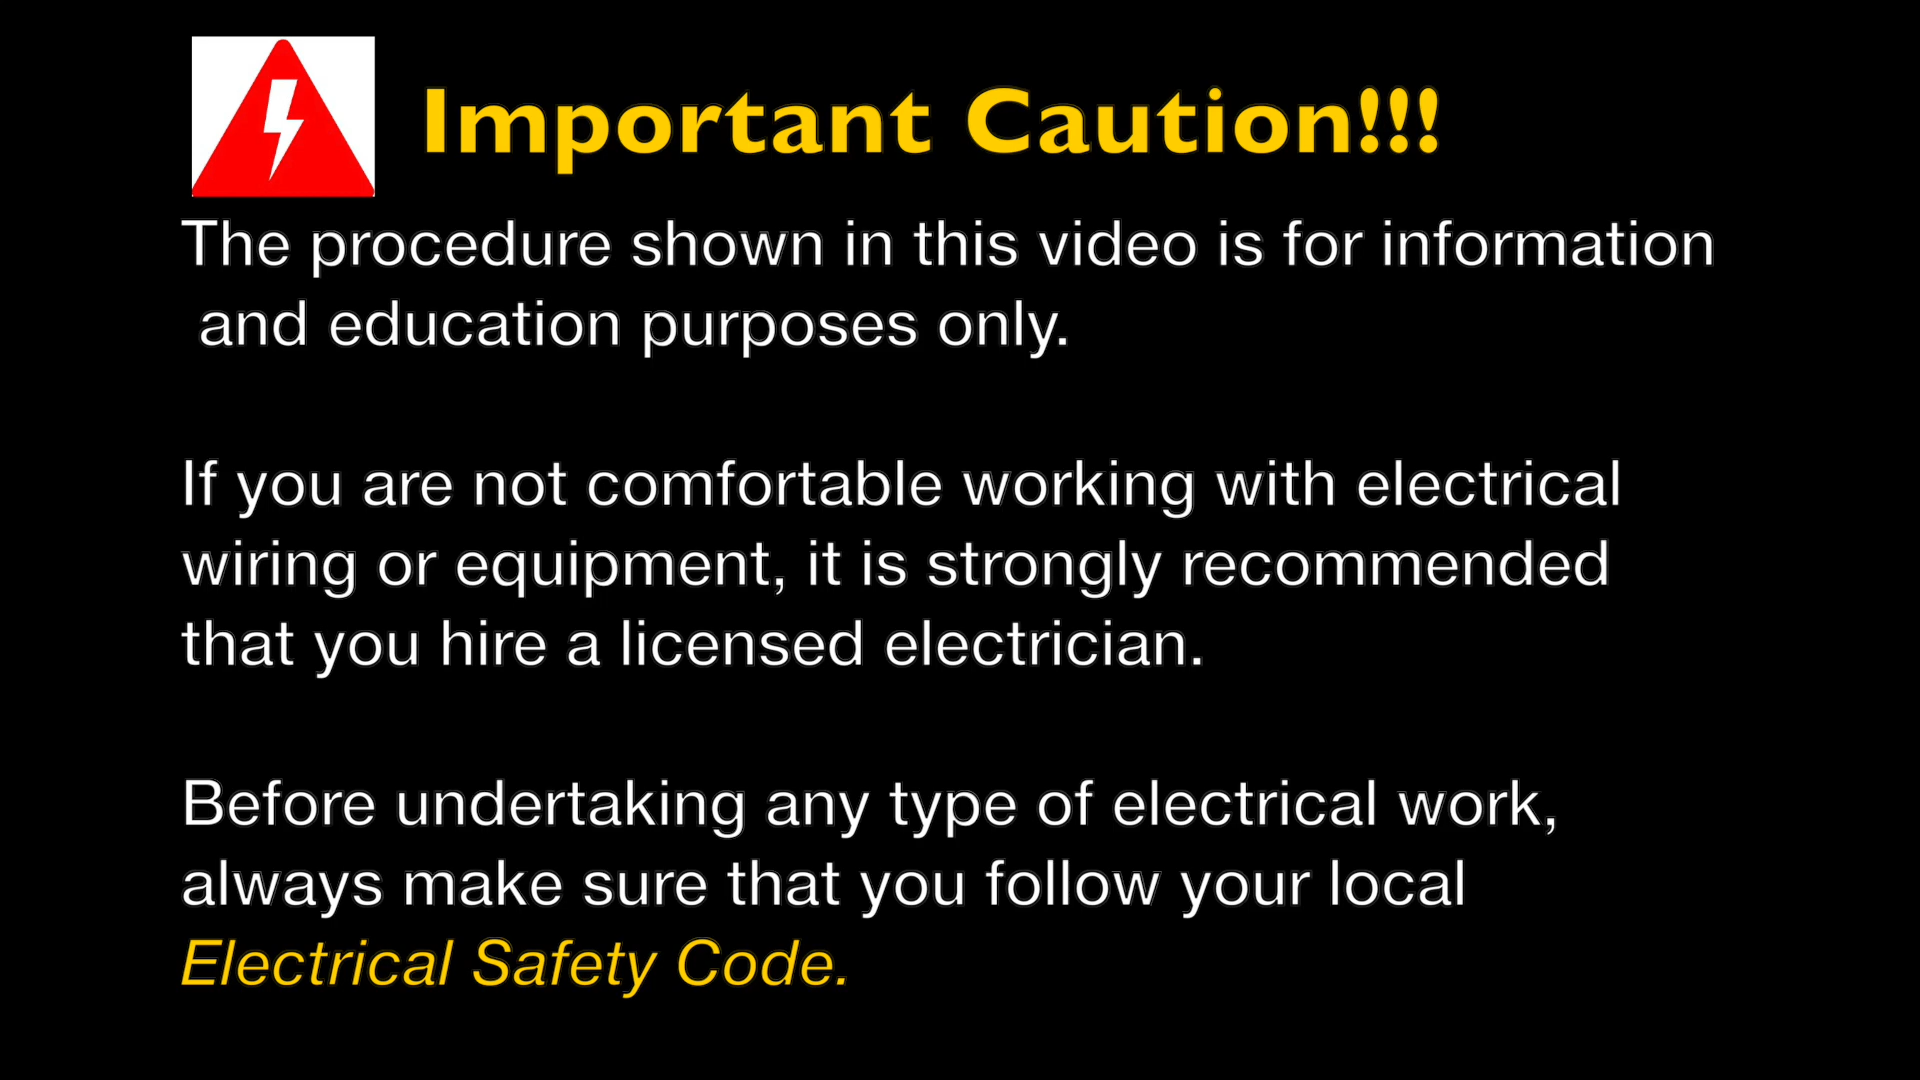 Important Caution!!!
The procedure shown in this video is for information
and education purposes only.
If you are not comfortable working with electrical
wiring or equipment, it is strongly recommended
that you hire a licensed electrician.
Before undertaking any type of electrical work,
always make sure that you follow your local
Electrical Safety Code.